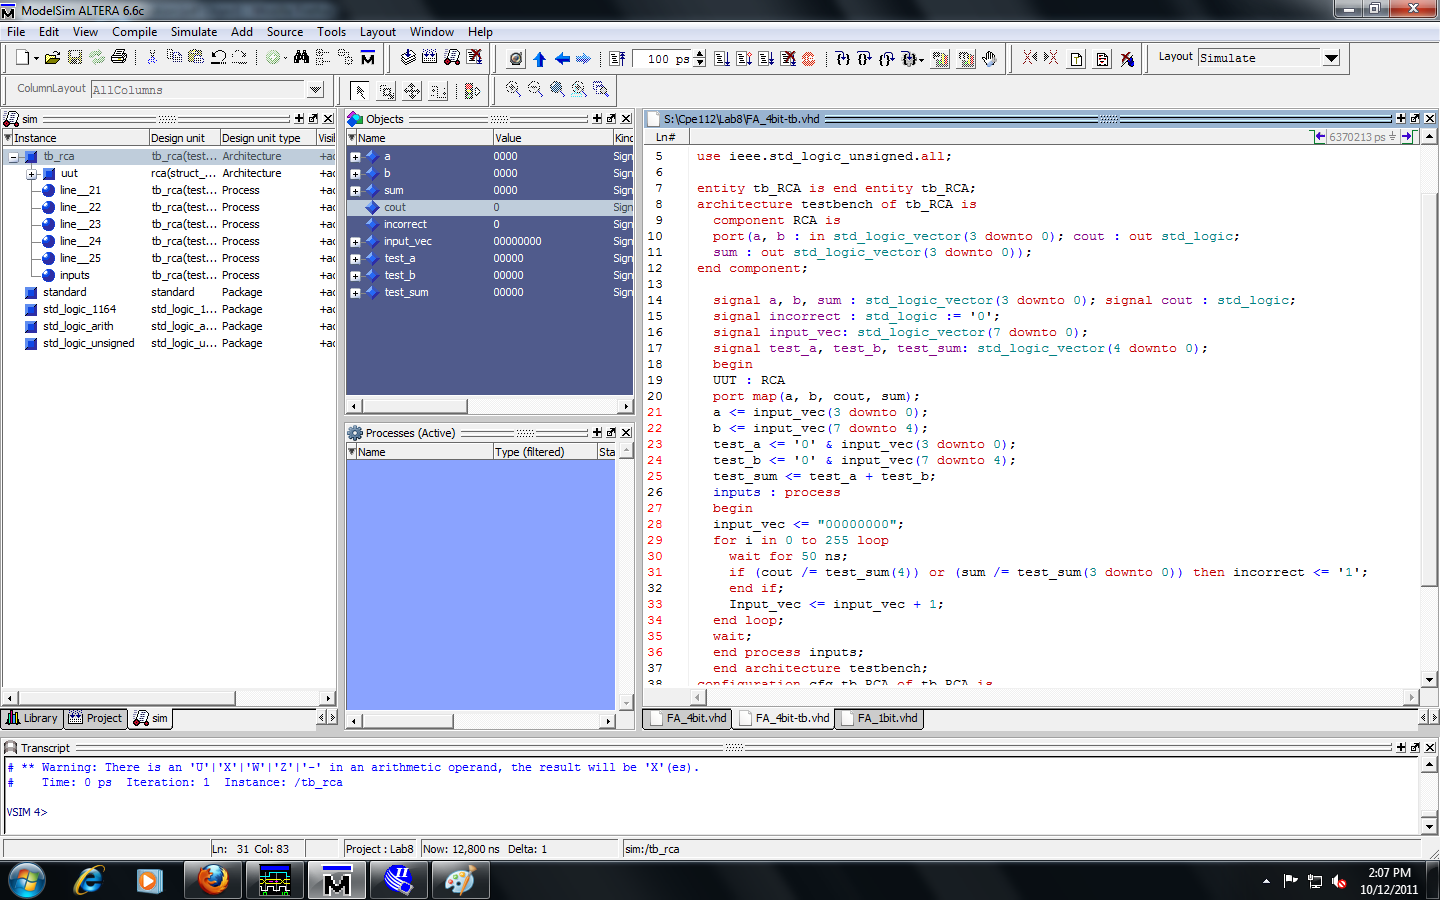 ModelSim ALTERA 6.6c
File Edit View Compile Simulate Add Source Tools Layout Window Help
100 ps
Layout Simulate
ColumnLayout AllColumns
sim
Instance Design unit Design unit type Visil
tb_rca tb_rca(test... Architecture +ac
uut rca(struct_... Architecture +ac
line__21 tb_rca(test... Process +ac
line__22 tb_rca(test... Process +ac
line__23 tb_rca(test... Process +ac
line__24 tb_rca(test... Process +ac
line__25 tb_rca(test... Process +ac
inputs tb_rca(test... Process +ac
standard standard Package +ac
std_logic_1164 std_logic_1... Package +ac
std_logic_arith std_logic_a... Package +ac
std_logic_unsigned std_logic_u... Package +ac
Library Project sim
Objects
Name Value Kinc
a 0000 Sign
b 0000 Sign
sum 0000 Sign
cout 0 Sign
incorrect 0 Sign
input_vec 00000000 Sign
test_a 00000 Sign
test_b 00000 Sign
test_sum 00000 Sign
Processes (Active)
Name Type (filtered) Sta
S:\Cpe112\Lab8\FA_4bit-tb.vhd
Ln# 6370213 ps
5 use ieee.std_logic_unsigned.all;
6
7 entity tb_RCA is end entity tb_RCA;
8 architecture testbench of tb_RCA is
9 component RCA is
10 port(a, b : in std_logic_vector(3 downto 0); cout : out std_logic;
11 sum : out std_logic_vector(3 downto 0));
12 end component;
13
14 signal a, b, sum : std_logic_vector(3 downto 0); signal cout : std_logic;
15 signal incorrect : std_logic := '0';
16 signal input_vec: std_logic_vector(7 downto 0);
17 signal test_a, test_b, test_sum: std_logic_vector(4 downto 0);
18 begin
19 UUT : RCA
20 port map(a, b, cout, sum);
21 a <= input_vec(3 downto 0);
22 b <= input_vec(7 downto 4);
23 test_a <= '0' & input_vec(3 downto 0);
24 test_b <= '0' & input_vec(7 downto 4);
25 test_sum <= test_a + test_b;
26 inputs : process
27 begin
28 input_vec <= "00000000";
29 for i in 0 to 255 loop
30 wait for 50 ns;
31 if (cout /= test_sum(4)) or (sum /= test_sum(3 downto 0)) then incorrect <= '1';
32 end if;
33 Input_vec <= input_vec + 1;
34 end loop;
35 wait;
36 end process inputs;
37 end architecture testbench;
38 configuration cfg_tb_RCA of tb_RCA is
FA_4bit.vhd FA_4bit-tb.vhd FA_1bit.vhd
Transcript
# ** Warning: There is an 'U'|'X'|'W'|'Z'|'-' in an arithmetic operand, the result will be 'X'(es).
# Time: 0 ps Iteration: 1 Instance: /tb_rca
VSIM 4>
Ln: 31 Col: 83 Project : Lab8 Now: 12,800 ns Delta: 1 sim:/tb_rca
2:07 PM
10/12/2011